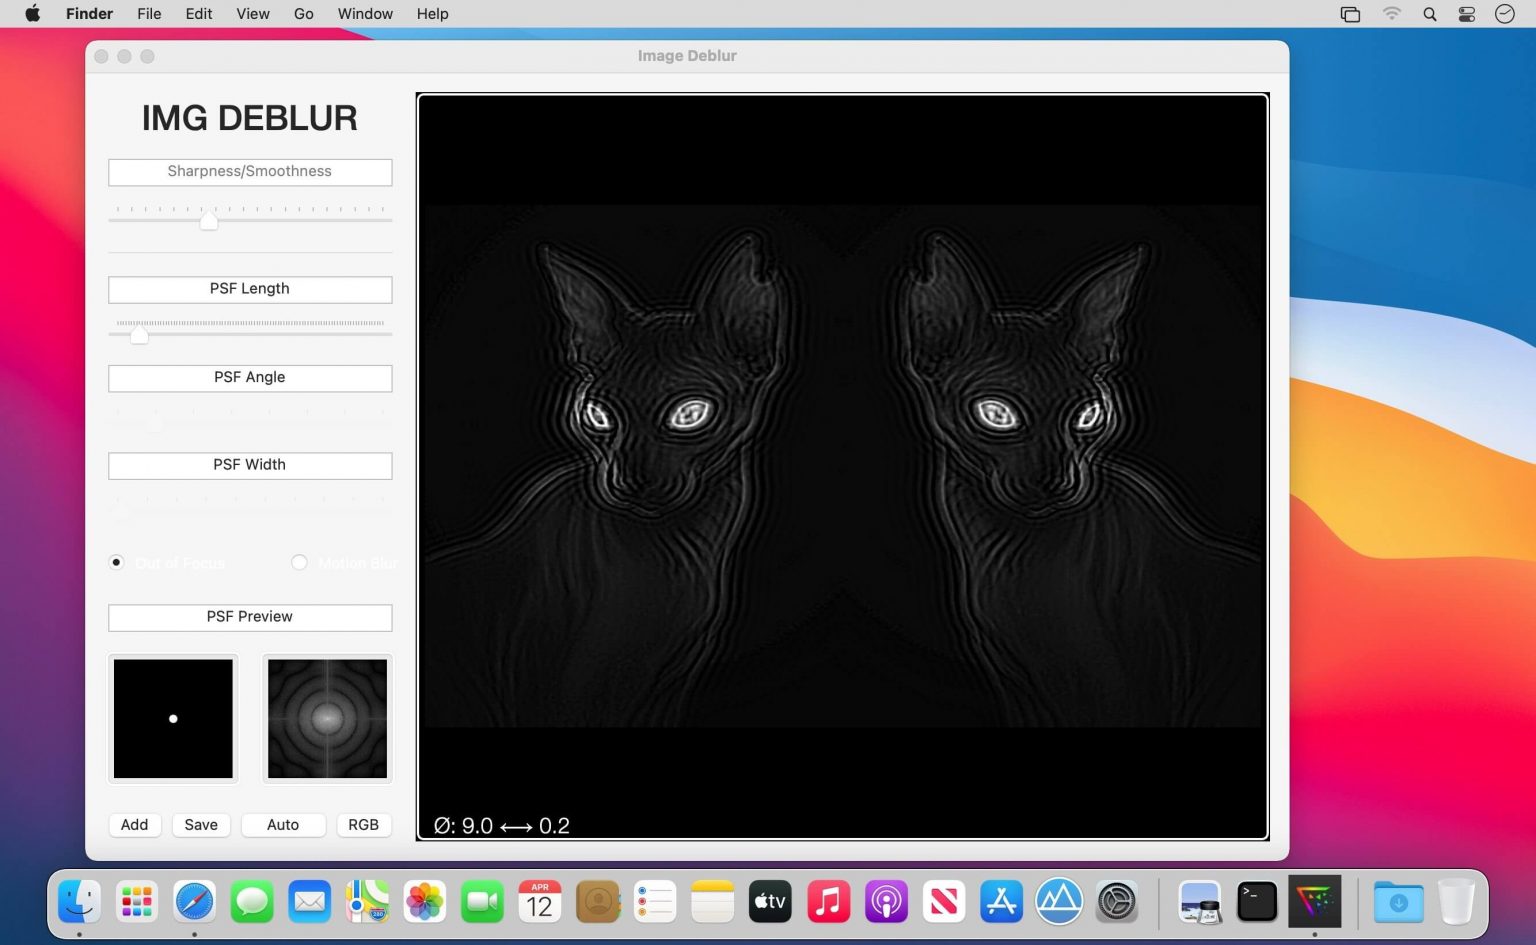 Finder File Edit View Go Window Help
Image Deblur
IMG DEBLUR
Sharpness/Smoothness
PSF Length
PSF Angle
PSF Width
Out of Focus Motion Blur
PSF Preview
Add Save Auto RGB
Ø: 9.0 ⟷ 0.2
APR
12
280
tv
>_